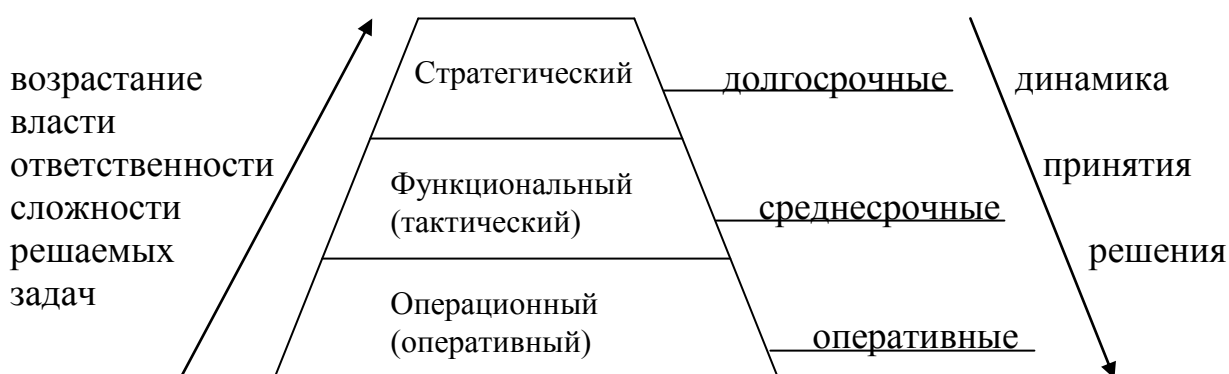 возрастание
власти
ответственности
сложности
решаемых
задач
Стратегический
Функциональный
(тактический)
Операционный
(оперативный)
долгосрочные
среднесрочные
оперативные
динамика
принятия
решения